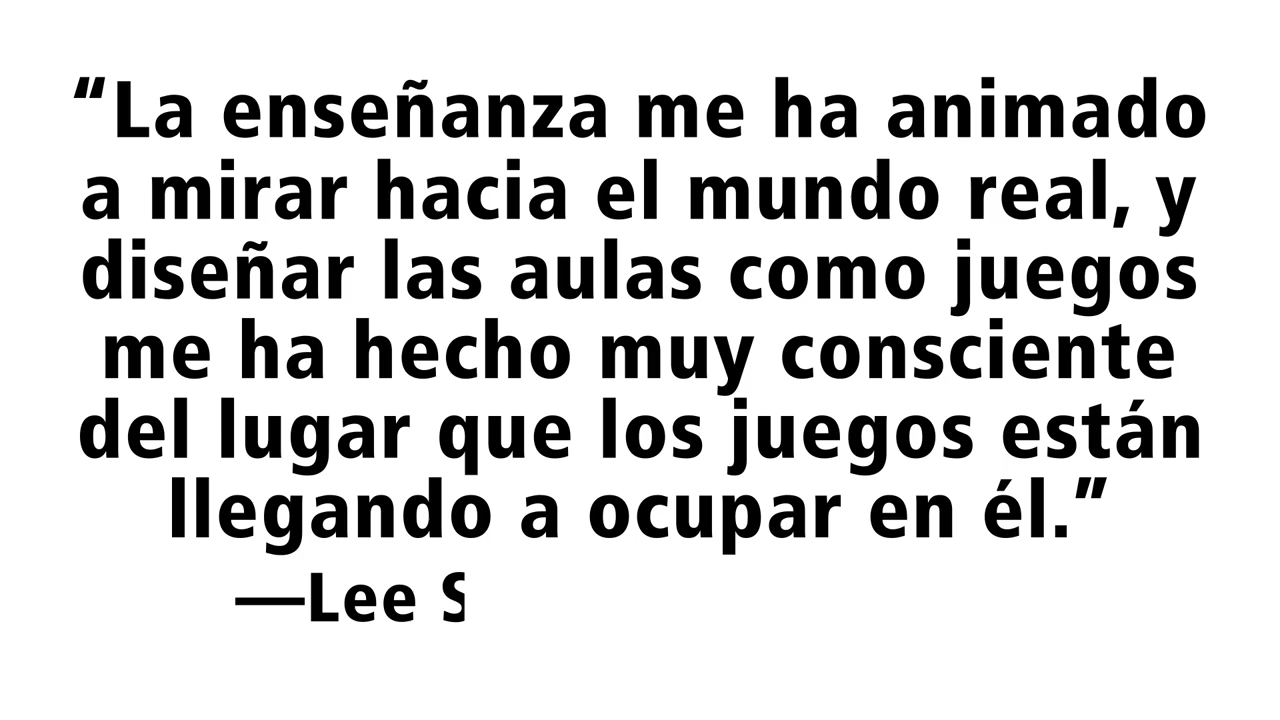 “La enseñanza me ha animado
a mirar hacia el mundo real, y
diseñar las aulas como juegos
me ha hecho muy consciente
del lugar que los juegos están
llegando a ocupar en él.”
—Lee